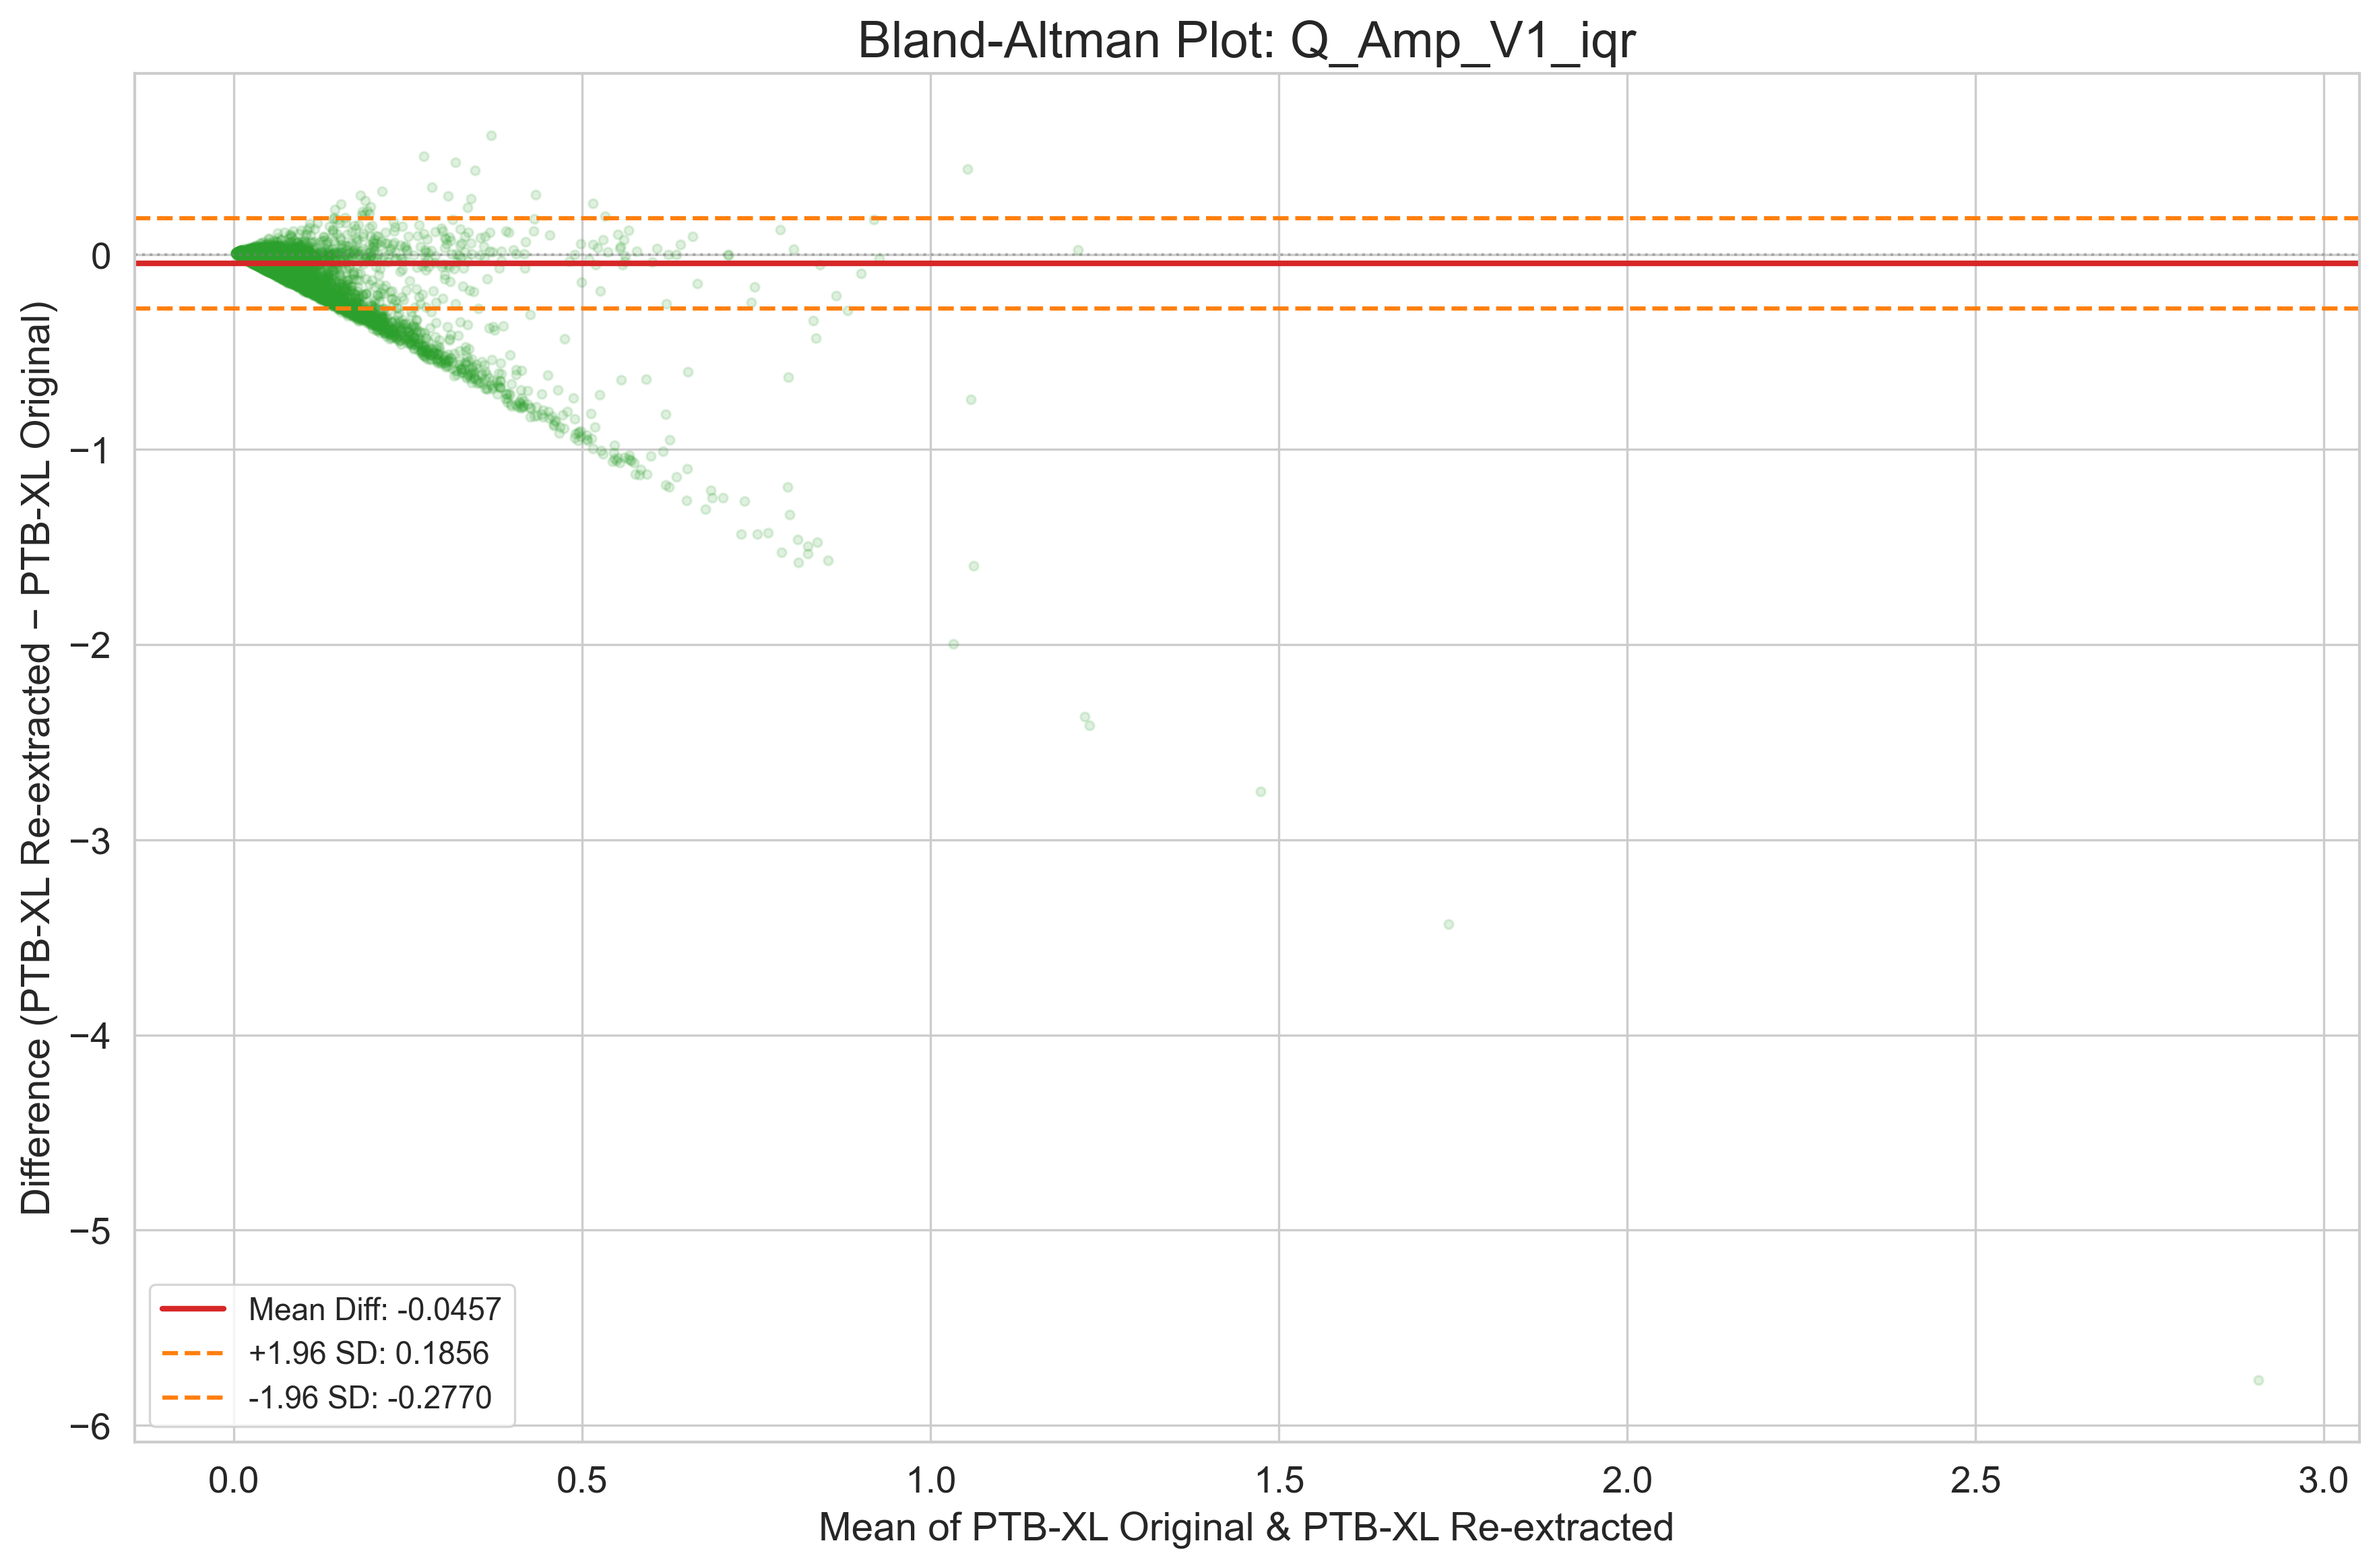 Bland-Altman Plot: Q_Amp_V1_iqr
Difference (PTB-XL Re-extracted − PTB-XL Original)
0
−1
−2
−3
−4
−5
−6
Mean Diff: -0.0457
+1.96 SD: 0.1856
-1.96 SD: -0.2770
0.0 0.5 1.0 1.5 2.0 2.5 3.0
Mean of PTB-XL Original & PTB-XL Re-extracted